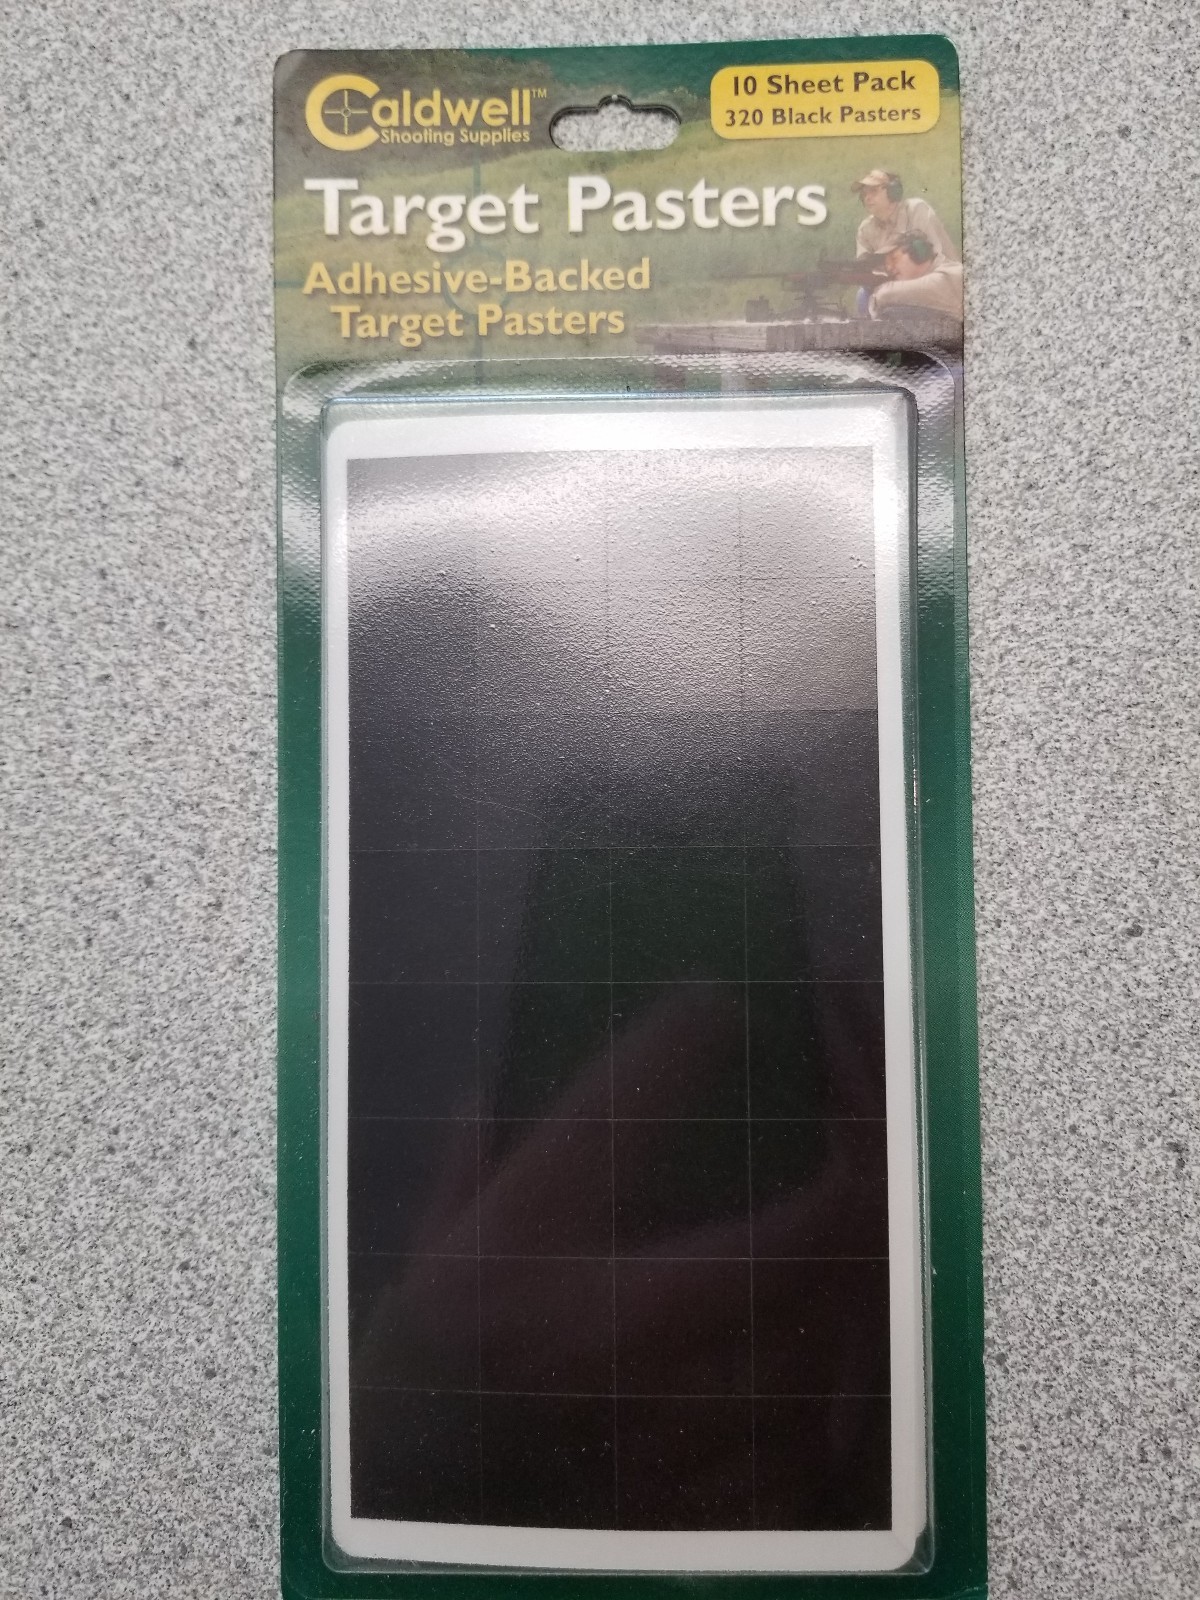 Caldwell™
Shooting Supplies
10 Sheet Pack
320 Black Pasters
Target Pasters
Adhesive-Backed
Target Pasters